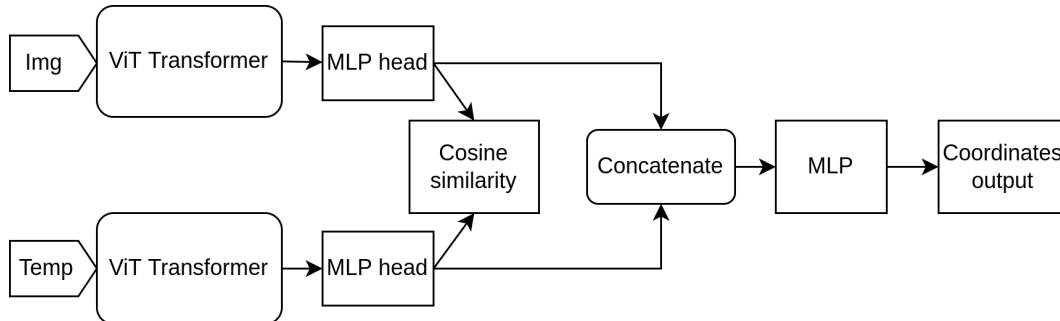 Img
ViT Transformer
MLP head
Cosine
similarity
Concatenate
MLP
Coordinates
output
Temp
ViT Transformer
MLP head